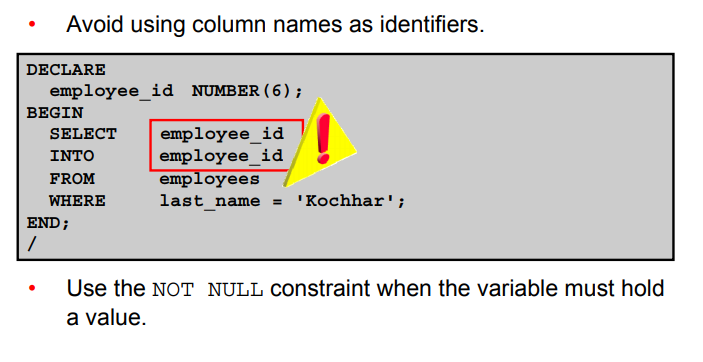 • Avoid using column names as identifiers.
DECLARE
employee_id NUMBER(6);
BEGIN
SELECT employee_id
INTO employee_id
FROM employees
WHERE last_name = 'Kochhar';
END;
/
• Use the NOT NULL constraint when the variable must hold
a value.